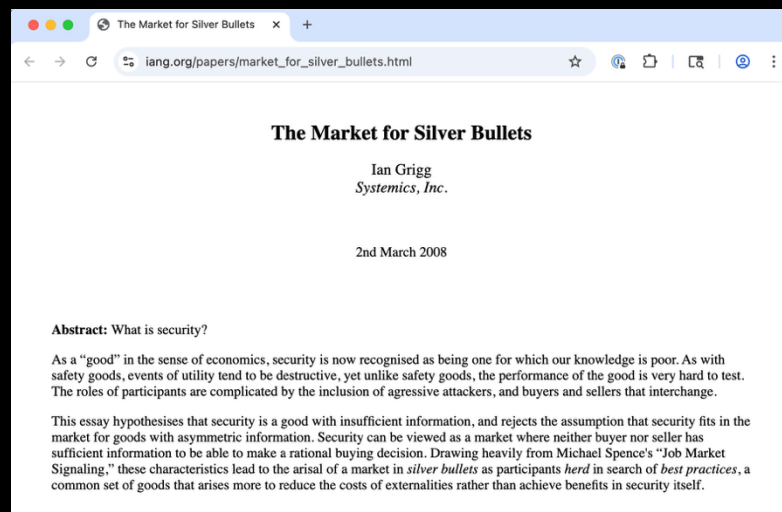 The Market for Silver Bullets
iang.org/papers/market_for_silver_bullets.html
The Market for Silver Bullets
Ian Grigg
Systemics, Inc.
2nd March 2008
Abstract: What is security?
As a “good” in the sense of economics, security is now recognised as being one for which our knowledge is poor. As with
safety goods, events of utility tend to be destructive, yet unlike safety goods, the performance of the good is very hard to test.
The roles of participants are complicated by the inclusion of agressive attackers, and buyers and sellers that interchange.
This essay hypothesises that security is a good with insufficient information, and rejects the assumption that security fits in the
market for goods with asymmetric information. Security can be viewed as a market where neither buyer nor seller has
sufficient information to be able to make a rational buying decision. Drawing heavily from Michael Spence's “Job Market
Signaling,” these characteristics lead to the arisal of a market in silver bullets as participants herd in search of best practices, a
common set of goods that arises more to reduce the costs of externalities rather than achieve benefits in security itself.